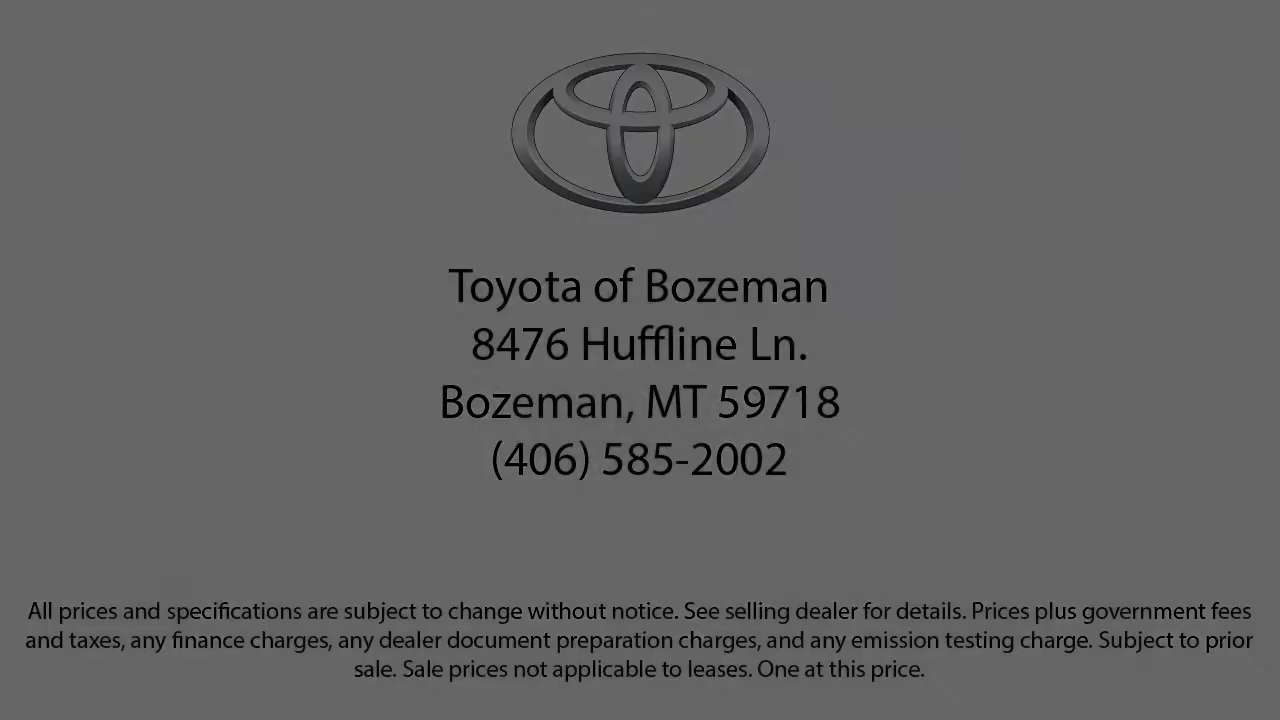 Toyota of Bozeman
8476 Huffline Ln.
Bozeman, MT 59718
(406) 585-2002
All prices and specifications are subject to change without notice. See selling dealer for details. Prices plus government fees
and taxes, any finance charges, any dealer document preparation charges, and any emission testing charge. Subject to prior
sale. Sale prices not applicable to leases. One at this price.